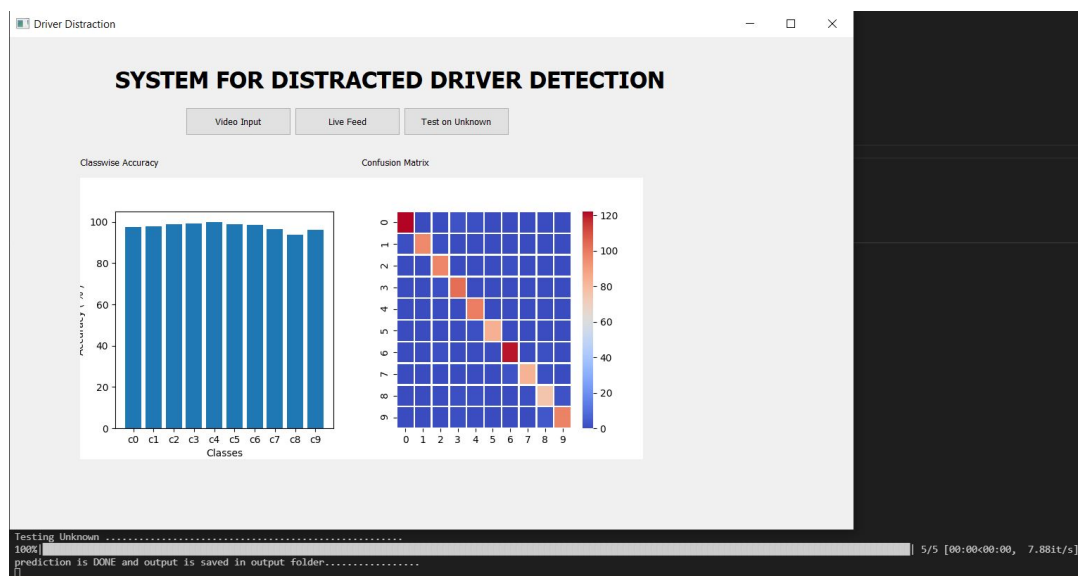 Driver Distraction
SYSTEM FOR DISTRACTED DRIVER DETECTION
Video Input
Live Feed
Test on Unknown
Classwise Accuracy
Confusion Matrix
100
80
60
40
20
0
c0 c1 c2 c3 c4 c5 c6 c7 c8 c9
Classes
0
1
2
3
4
5
6
7
8
9
0 1 2 3 4 5 6 7 8 9
120
100
80
60
40
20
0
Testing Unknown .....................................................
100%| | 5/5 [00:00<00:00, 7.88it/s]
prediction is DONE and output is saved in output folder.................